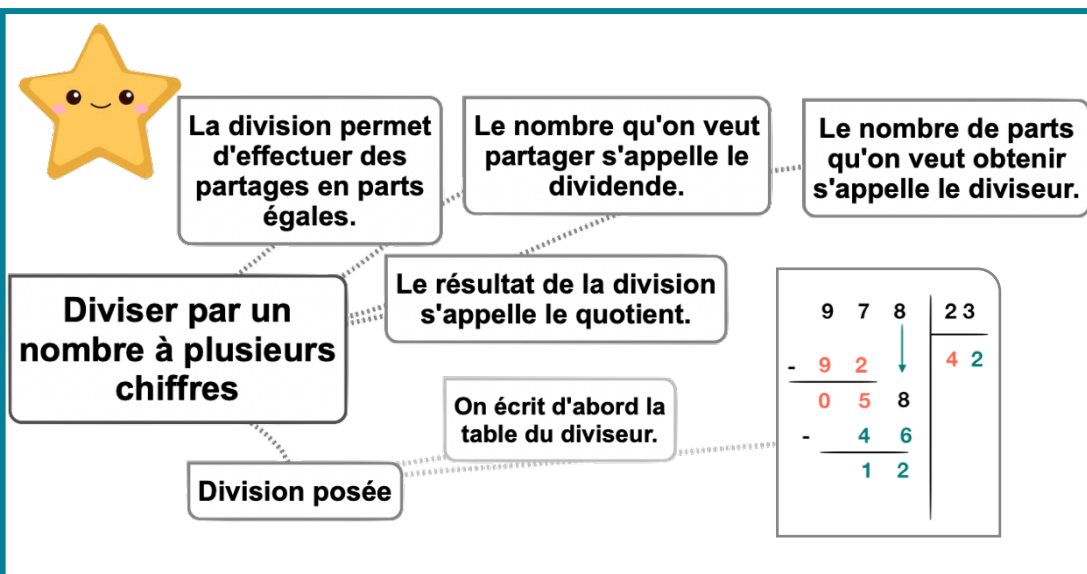 La division permet
d'effectuer des
partages en parts
égales.
Le nombre qu'on veut
partager s'appelle le
dividende.
Le nombre de parts
qu'on veut obtenir
s'appelle le diviseur.
Le résultat de la division
s'appelle le quotient.
Diviser par un
nombre à plusieurs
chiffres
On écrit d'abord la
table du diviseur.
Division posée
9 7 8 2 3
- 9 2 4 2
0 5 8
- 4 6
1 2